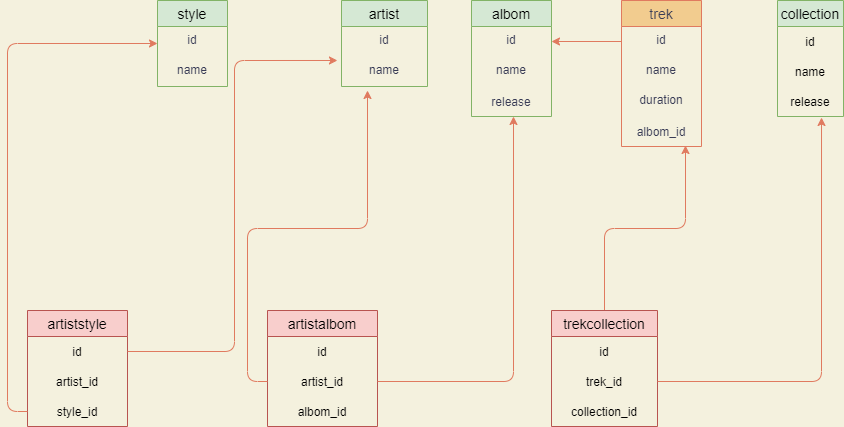 style
id
name
artist
id
name
albom
id
name
release
trek
id
name
duration
albom_id
collection
id
name
release
artiststyle
id
artist_id
style_id
artistalbom
id
artist_id
albom_id
trekcollection
id
trek_id
collection_id